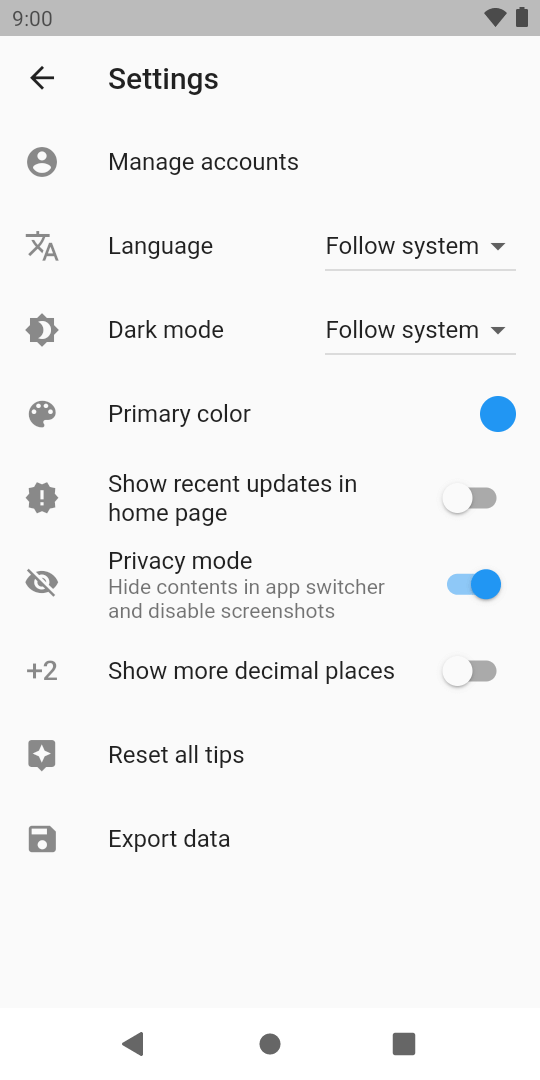 9:00
Settings
Manage accounts
Language
Follow system
Dark mode
Follow system
Primary color
Show recent updates in
home page
Privacy mode
Hide contents in app switcher
and disable screenshots
+2
Show more decimal places
Reset all tips
Export data